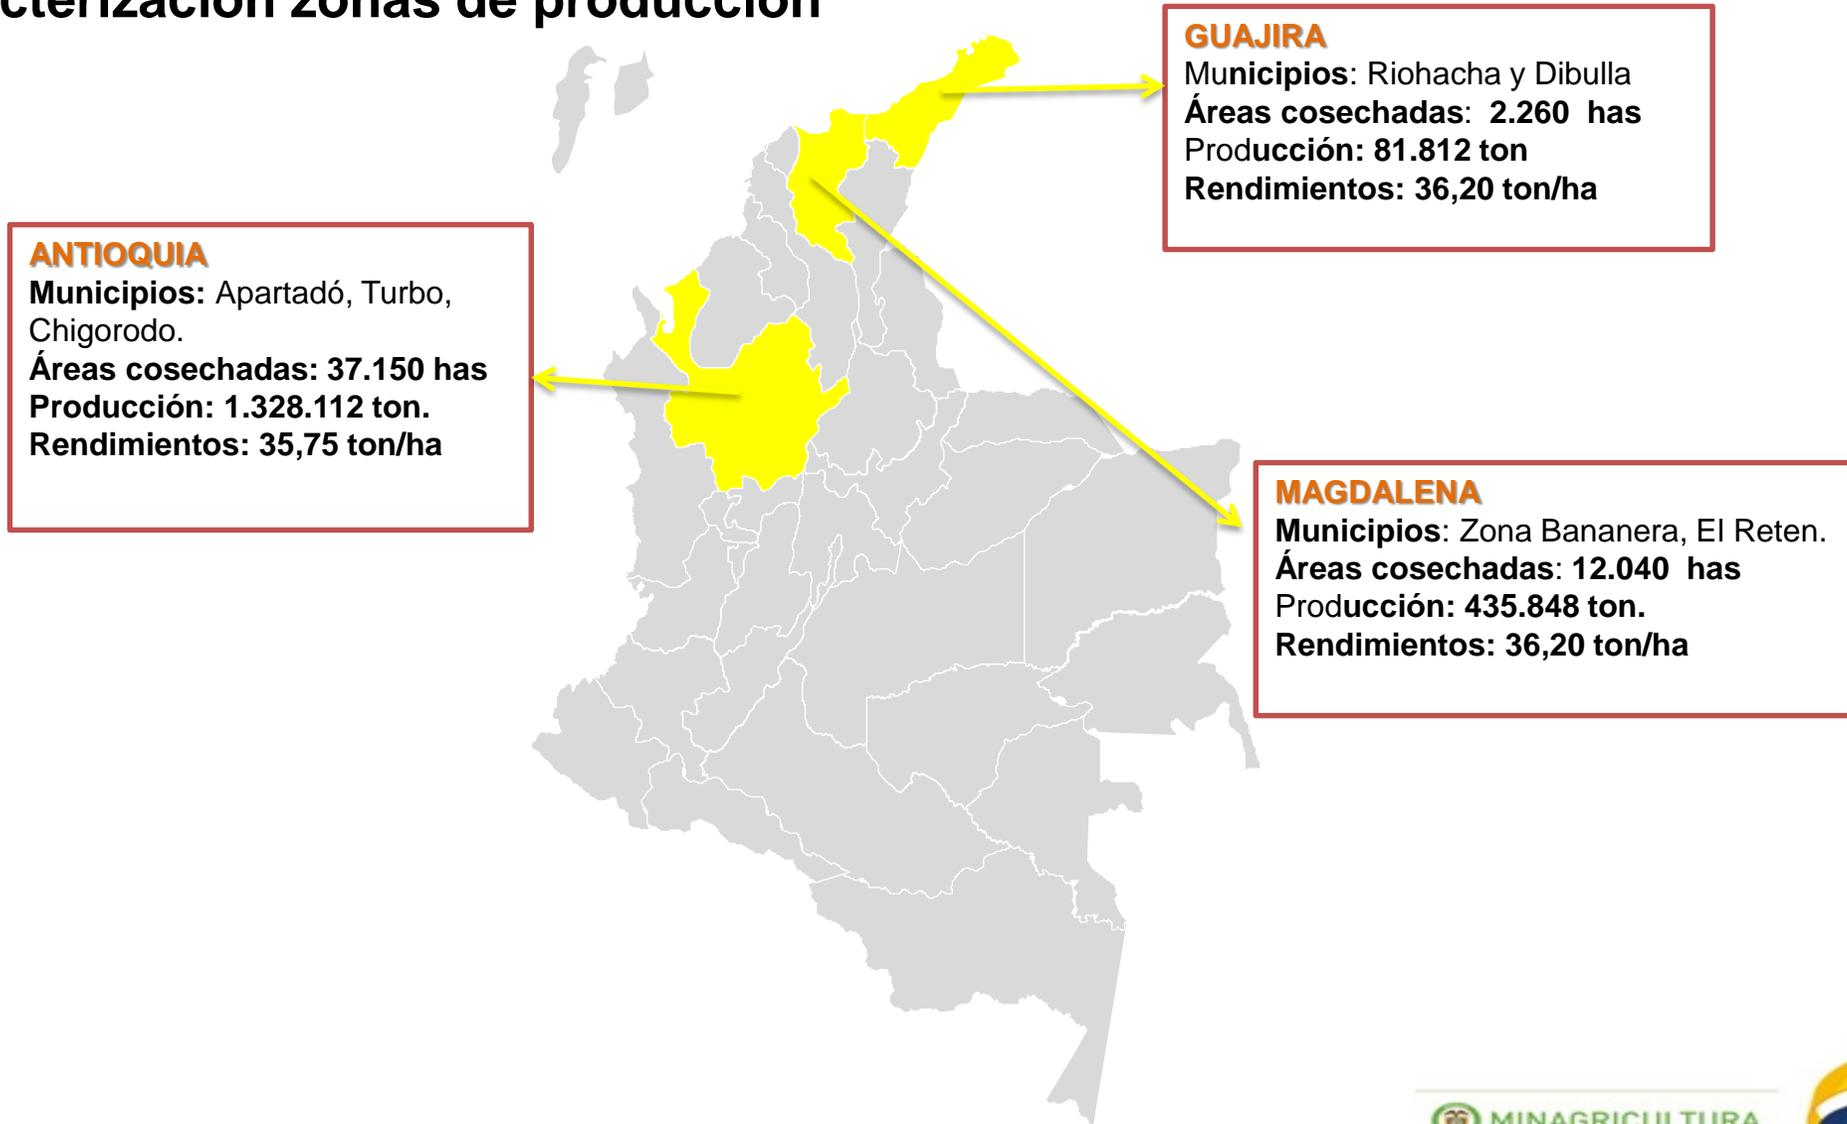 cterización zonas de producción
GUAJIRA
Municipios: Riohacha y Dibulla
Áreas cosechadas: 2.260 has
Producción: 81.812 ton
Rendimientos: 36,20 ton/ha
ANTIOQUIA
Municipios: Apartadó, Turbo,
Chigorodo.
Áreas cosechadas: 37.150 has
Producción: 1.328.112 ton.
Rendimientos: 35,75 ton/ha
MAGDALENA
Municipios: Zona Bananera, El Reten.
Áreas cosechadas: 12.040 has
Producción: 435.848 ton.
Rendimientos: 36,20 ton/ha
MINAGRICULTURA